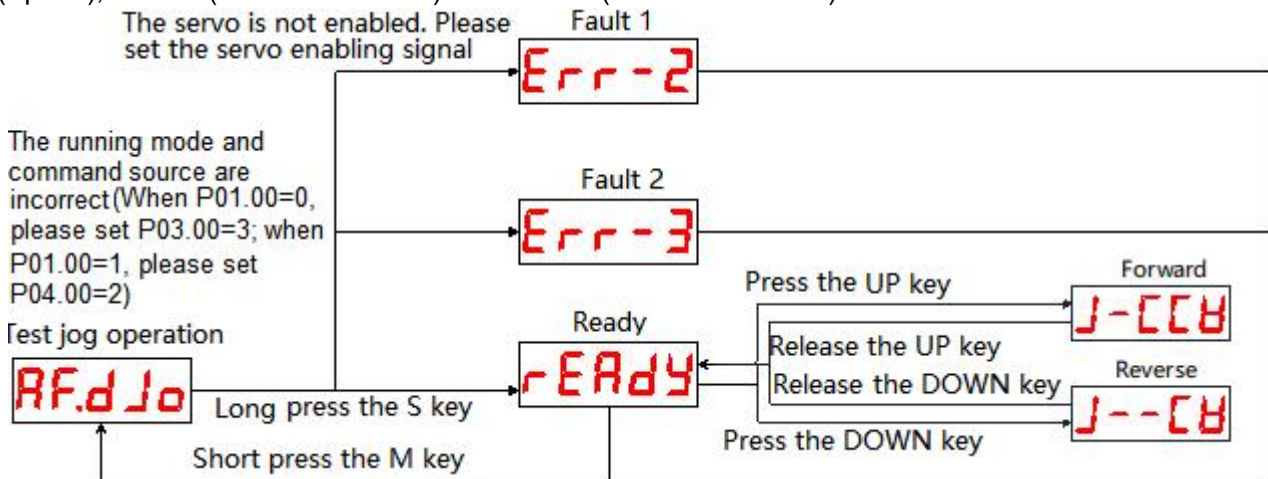 The servo is not enabled. Please
set the servo enabling signal
Fault 1
Err-2
The running mode and
command source are
incorrect(When P01.00=0,
please set P03.00=3; when
P01.00=1, please set
P04.00=2)
Fault 2
Err-3
Test jog operation
AF.dJo
Long press the S key
Ready
rEAdY
Press the UP key
Forward
J-CCW
Release the UP key
Release the DOWN key
Reverse
J--CW
Press the DOWN key
Short press the M key